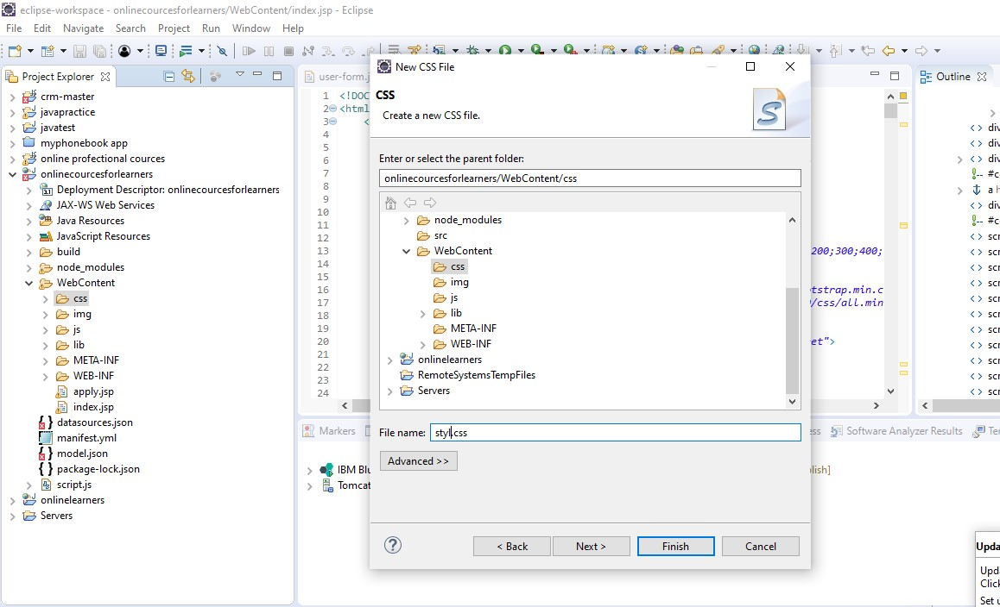 eclipse-workspace - onlinecourcesforlearners/WebContent/index.jsp - Eclipse
File Edit Navigate Search Project Run Window Help
Project Explorer
crm-master
javapractice
javatest
myphonebook app
online profectional cources
onlinecourcesforlearners
Deployment Descriptor: onlinecourcesforlearners
JAX-WS Web Services
Java Resources
JavaScript Resources
build
node_modules
WebContent
css
img
js
lib
META-INF
WEB-INF
apply.jsp
index.jsp
datasources.json
manifest.yml
model.json
package-lock.json
script.js
onlinelearners
Servers
user-form.j
1 <!DOC
2 <html
3 <
4
5
6
7
8
9
10
11
12
13 200;300;400;
14
15
16 otstrap.min.c
17 /css/all.min
18
19
20 et">
21
22
23
24
New CSS File
CSS
Create a new CSS file.
Enter or select the parent folder:
onlinecourcesforlearners/WebContent/css
node_modules
src
WebContent
css
img
js
lib
META-INF
WEB-INF
onlinelearners
RemoteSystemsTempFiles
Servers
File name: styl.css
Advanced >>
? < Back Next > Finish Cancel
Outline
<> div
<> div
<> div
!-- #c
a h
<> div
!-- #c
<> scr
<> scr
<> scr
<> scr
<> scr
<> scr
<> scr
<> scr
<> scr
<> scr
<> scr
Markers
ess Software Analyzer Results Ter
IBM Blu
lish]
Tomcat
Upda
Upda
Click
Set u